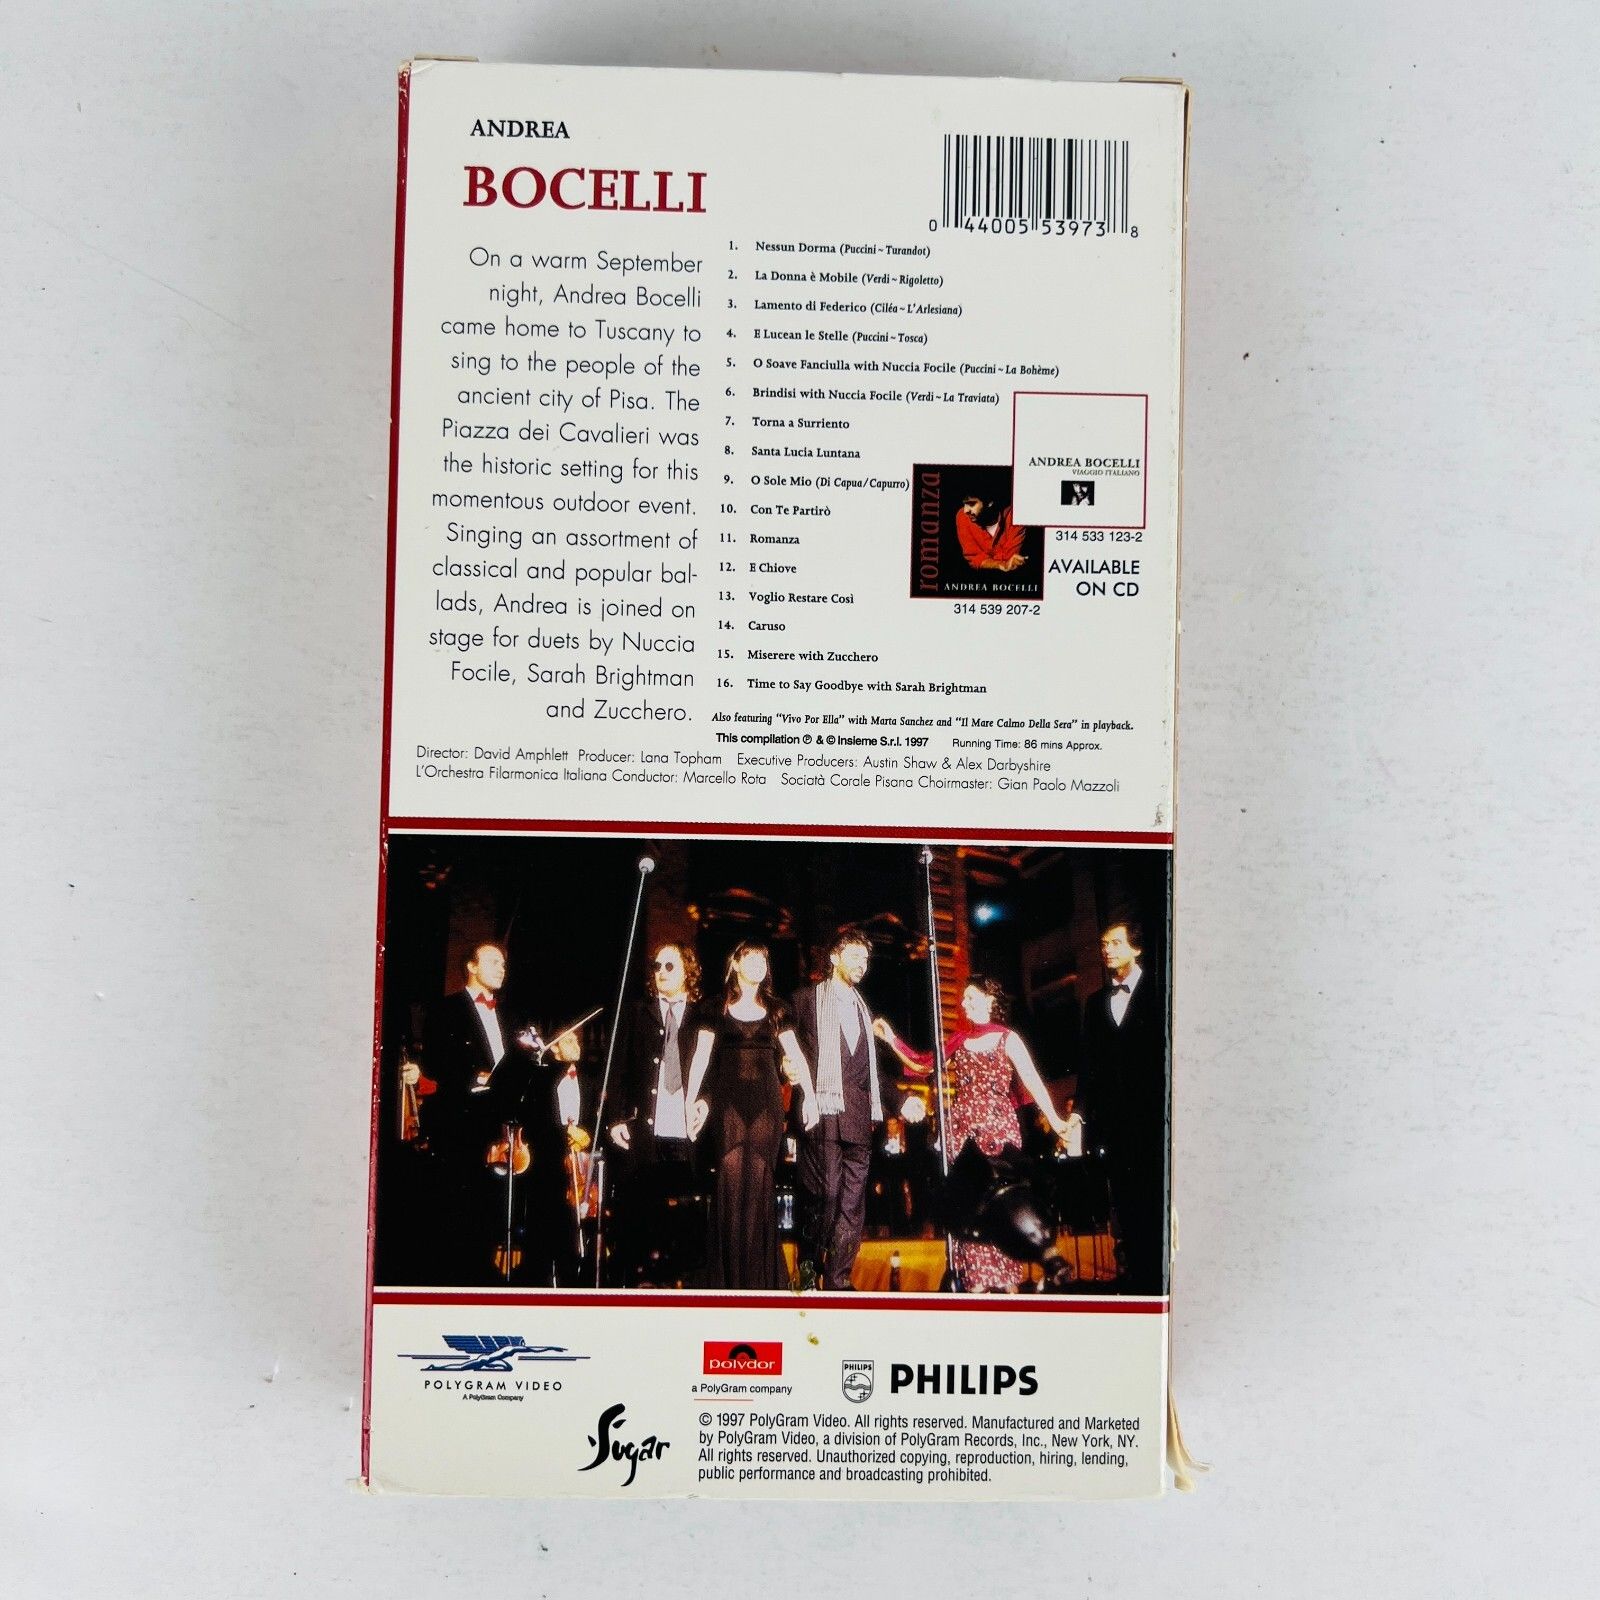 ANDREA
BOCELLI
0 44005 53973 8
On a warm September
night, Andrea Bocelli
came home to Tuscany to
sing to the people of the
ancient city of Pisa. The
Piazza dei Cavalieri was
the historic setting for this
momentous outdoor event.
Singing an assortment of
classical and popular bal-
lads, Andrea is joined on
stage for duets by Nuccia
Focile, Sarah Brightman
and Zucchero.
1. Nessun Dorma (Puccini ~ Turandot)
2. La Donna è Mobile (Verdi ~ Rigoletto)
3. Lamento di Federico (Ciléa ~ L'Arlesiana)
4. E Lucean le Stelle (Puccini ~ Tosca)
5. O Soave Fanciulla with Nuccia Focile (Puccini ~ La Bohème)
6. Brindisi with Nuccia Focile (Verdi ~ La Traviata)
7. Torna a Surriento
8. Santa Lucia Luntana
9. O Sole Mio (Di Capua/Capurro)
10. Con Te Partirò
11. Romanza
12. E Chiove
13. Voglio Restare Così
14. Caruso
15. Miserere with Zucchero
16. Time to Say Goodbye with Sarah Brightman
ANDREA BOCELLI
VIAGGIO ITALIANO
314 533 123-2
romanza
ANDREA BOCELLI
314 539 207-2
AVAILABLE
ON CD
Also featuring "Vivo Por Ella" with Marta Sanchez and "Il Mare Calmo Della Sera" in playback.
This compilation ℗ & © Insieme S.r.l. 1997 Running Time: 86 mins Approx.
Director: David Amphlett Producer: Lana Topham Executive Producers: Austin Shaw & Alex Darbyshire
L'Orchestra Filarmonica Italiana Conductor: Marcello Rota Sociatà Corale Pisana Choirmaster: Gian Paolo Mazzoli
POLYGRAM VIDEO
A PolyGram Company
polydor
a PolyGram company
PHILIPS
PHILIPS
Sugar
© 1997 PolyGram Video. All rights reserved. Manufactured and Marketed
by PolyGram Video, a division of PolyGram Records, Inc., New York, NY.
All rights reserved. Unauthorized copying, reproduction, hiring, lending,
public performance and broadcasting prohibited.